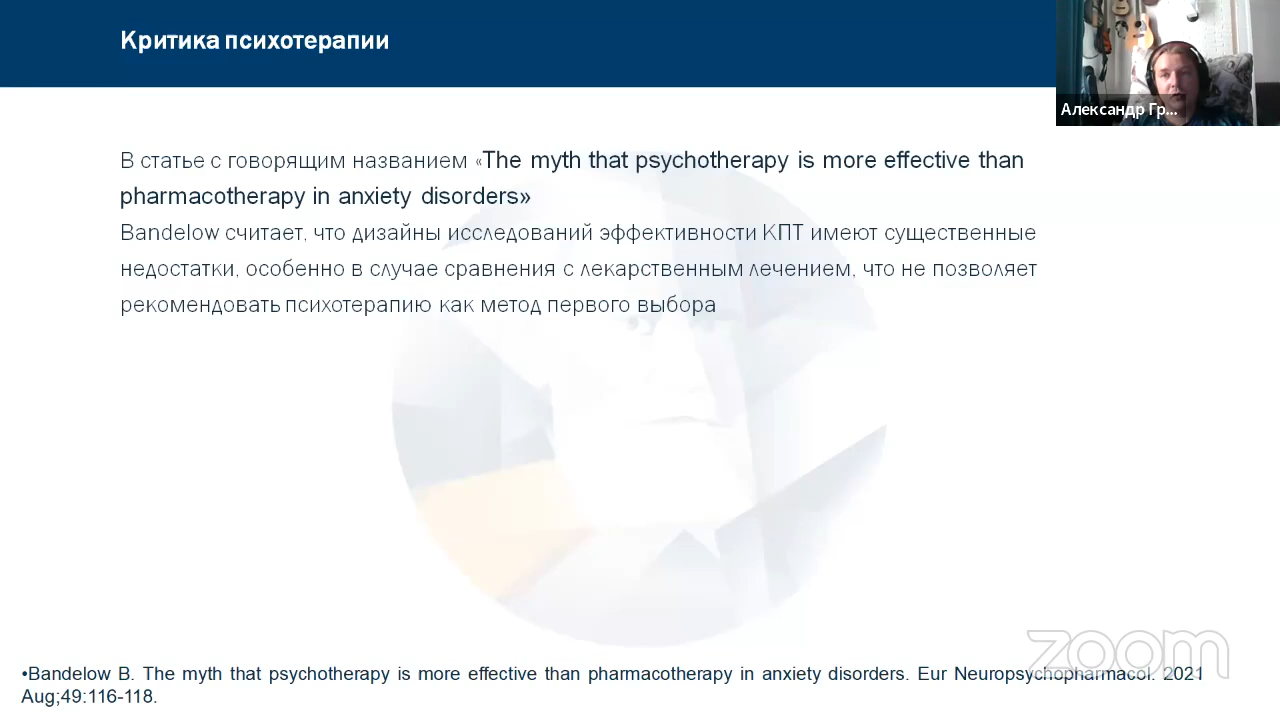 Критика психотерапии
Александр Гр...
В статье с говорящим названием «The myth that psychotherapy is more effective than
pharmacotherapy in anxiety disorders»
Bandelow считает, что дизайны исследований эффективности КПТ имеют существенные
недостатки, особенно в случае сравнения с лекарственным лечением, что не позволяет
рекомендовать психотерапию как метод первого выбора
zoom
•Bandelow B. The myth that psychotherapy is more effective than pharmacotherapy in anxiety disorders. Eur Neuropsychopharmacol. 2021
Aug;49:116-118.